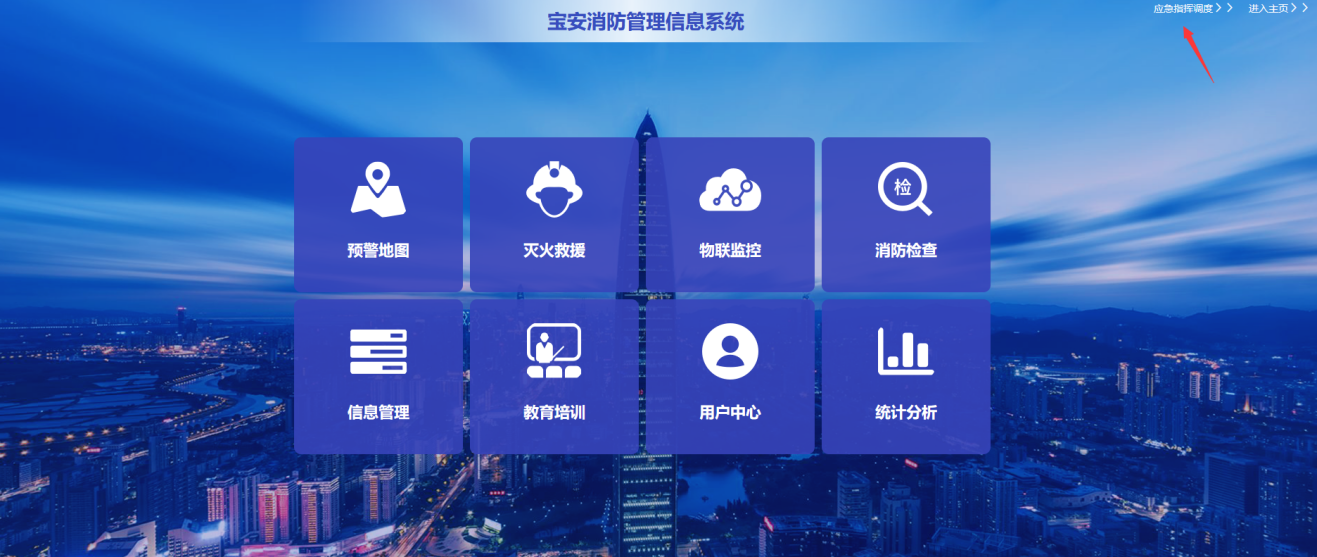 宝安消防管理信息系统
应急指挥调度>> 进入主页>>
预警地图 灭火救援 物联监控 检 消防检查
信息管理 教育培训 用户中心 统计分析